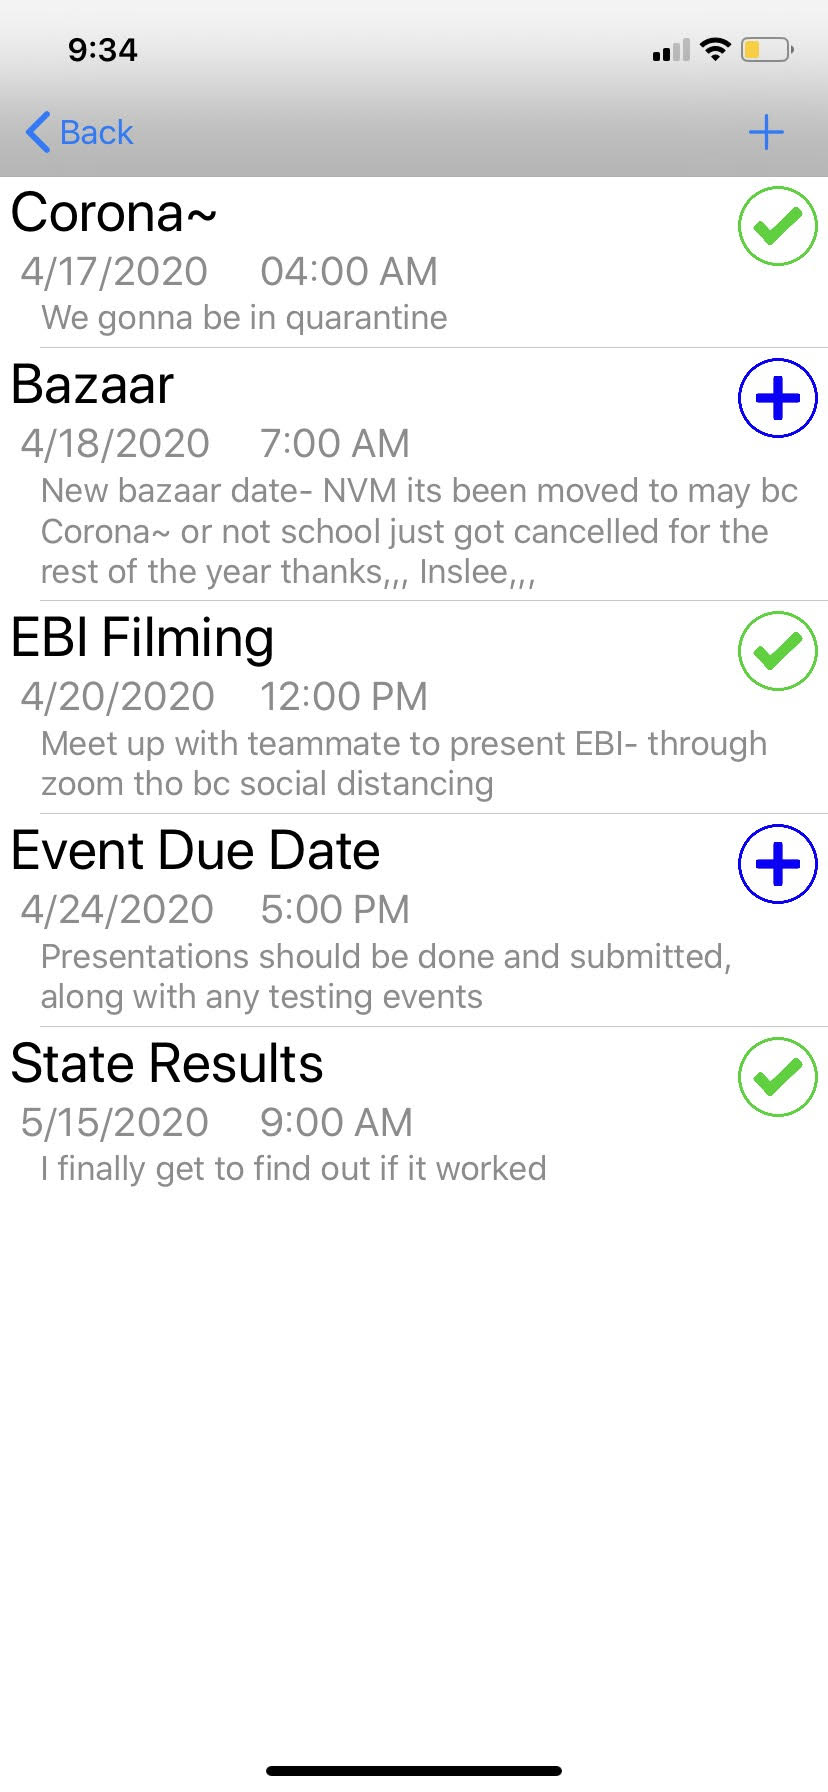 9:34
Back
Corona~
4/17/2020 04:00 AM
We gonna be in quarantine
Bazaar
4/18/2020 7:00 AM
New bazaar date- NVM its been moved to may bc
Corona~ or not school just got cancelled for the
rest of the year thanks,,, Inslee,,,
EBI Filming
4/20/2020 12:00 PM
Meet up with teammate to present EBI- through
zoom tho bc social distancing
Event Due Date
4/24/2020 5:00 PM
Presentations should be done and submitted,
along with any testing events
State Results
5/15/2020 9:00 AM
I finally get to find out if it worked